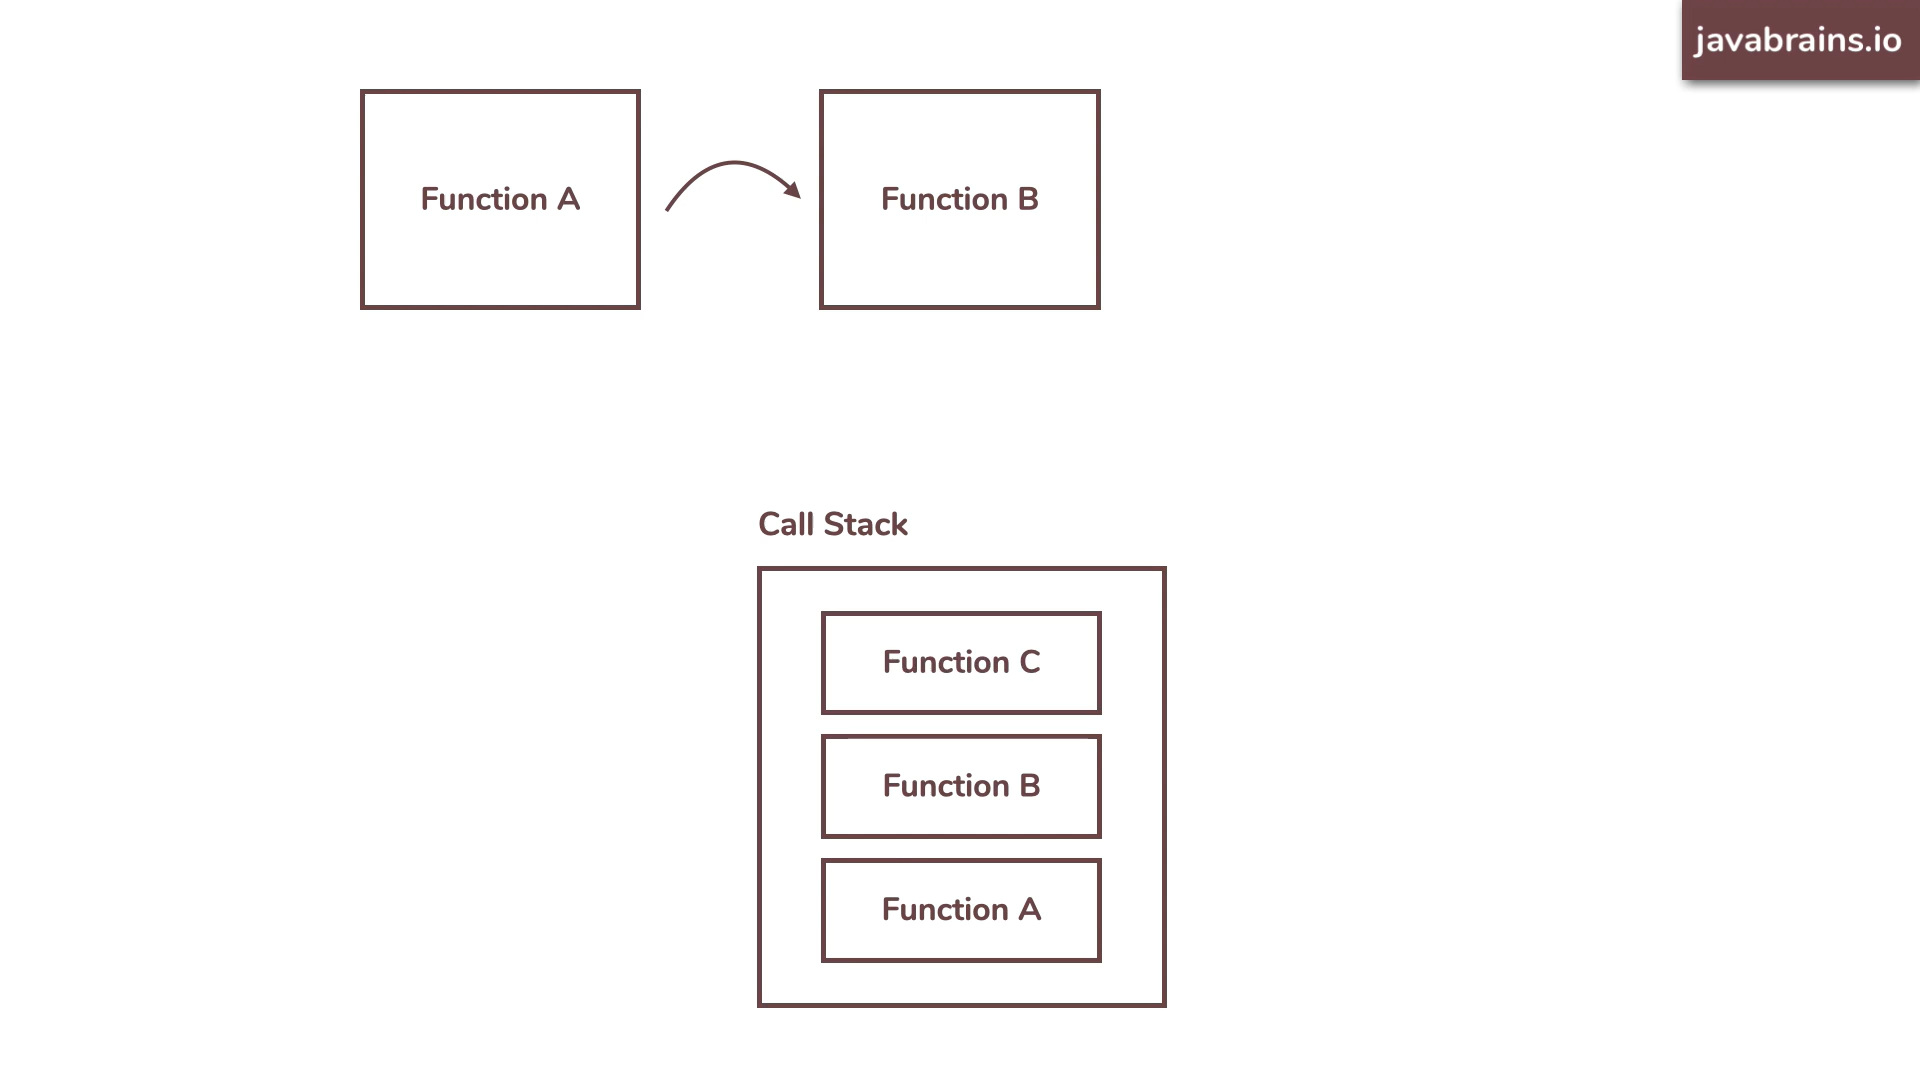 javabrains.io
Function A
Function B
Call Stack
Function C
Function B
Function A